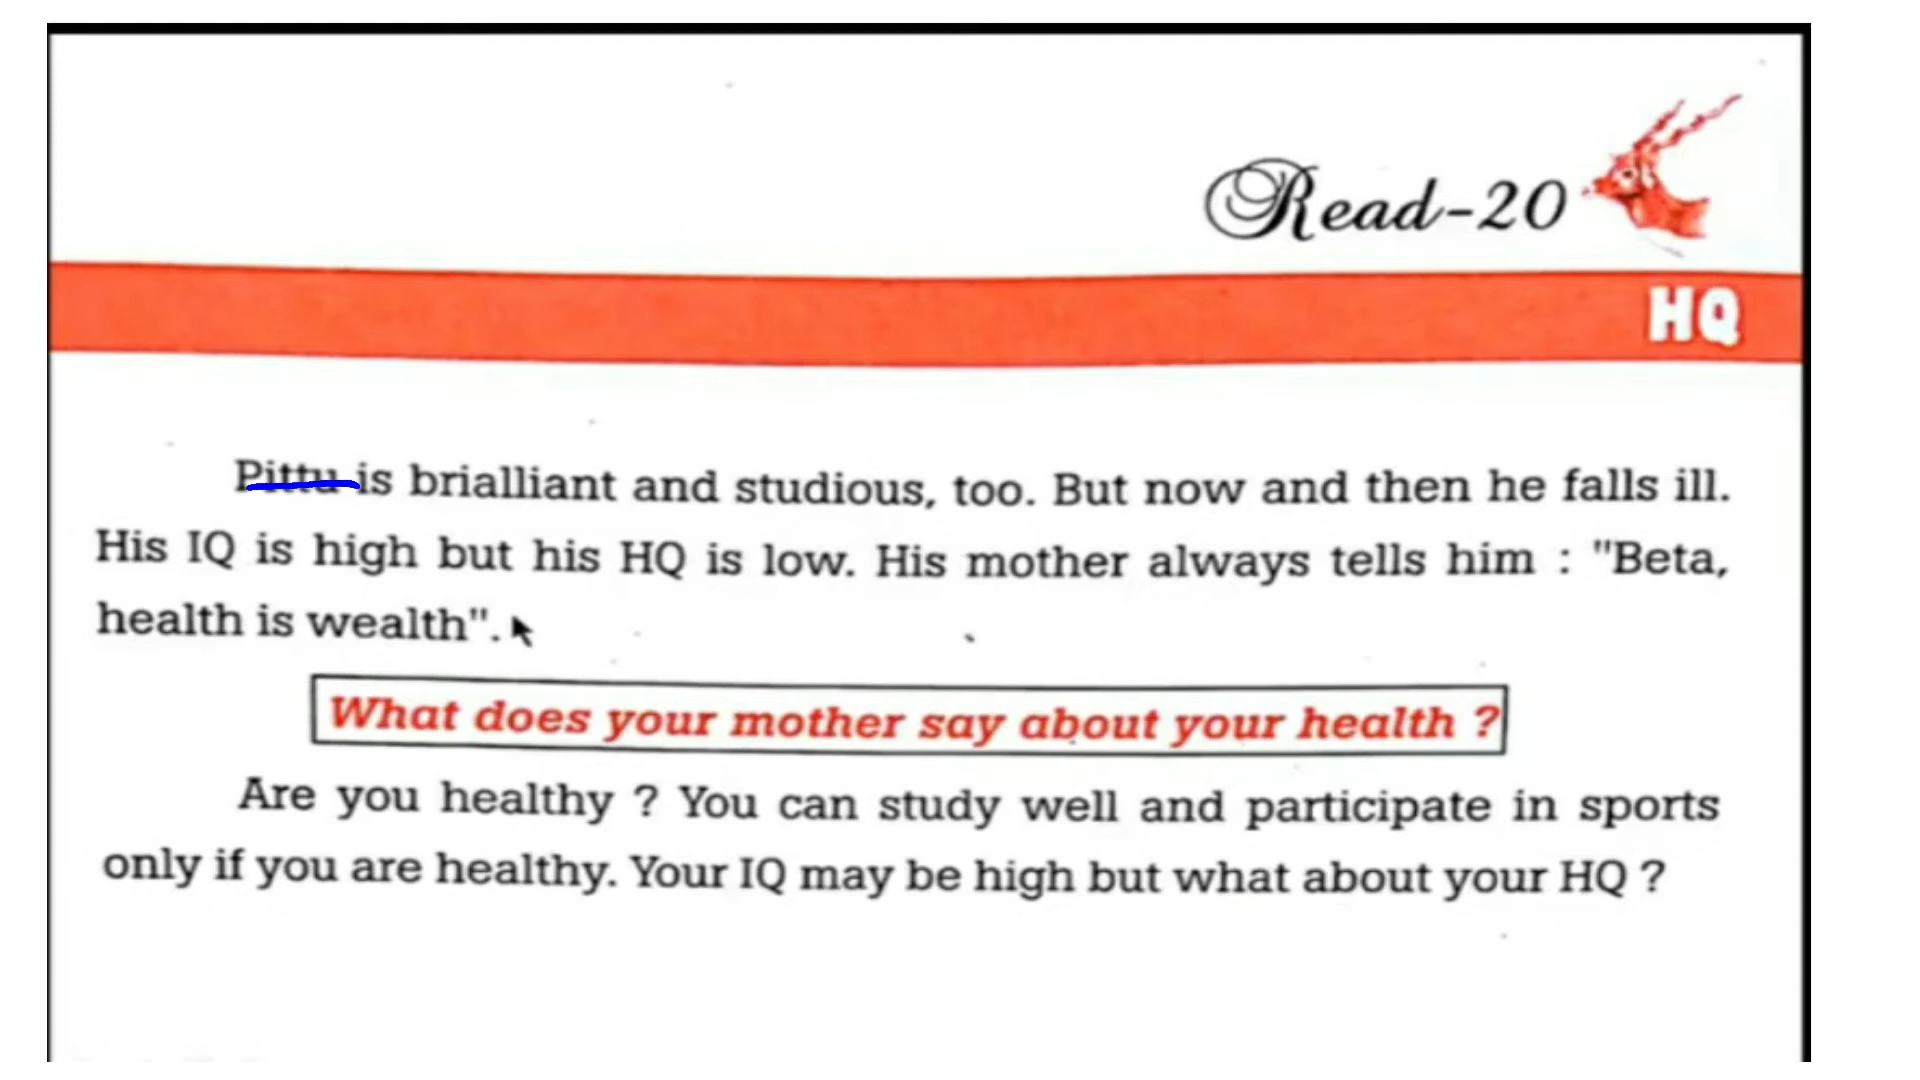 Read-20
HQ
Pittu is brialliant and studious, too. But now and then he falls ill.
His IQ is high but his HQ is low. His mother always tells him : "Beta,
health is wealth".
What does your mother say about your health ?
Are you healthy ? You can study well and participate in sports
only if you are healthy. Your IQ may be high but what about your HQ ?